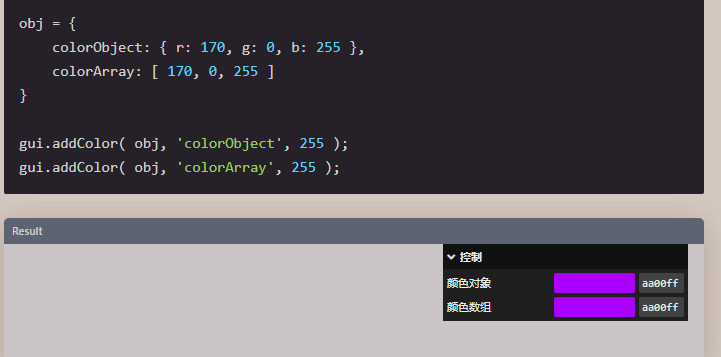 obj = {
    colorObject: { r: 170, g: 0, b: 255 },
    colorArray: [ 170, 0, 255 ]
}
gui.addColor( obj, 'colorObject', 255 );
gui.addColor( obj, 'colorArray', 255 );
Result
控制
颜色对象 aa00ff
颜色数组 aa00ff